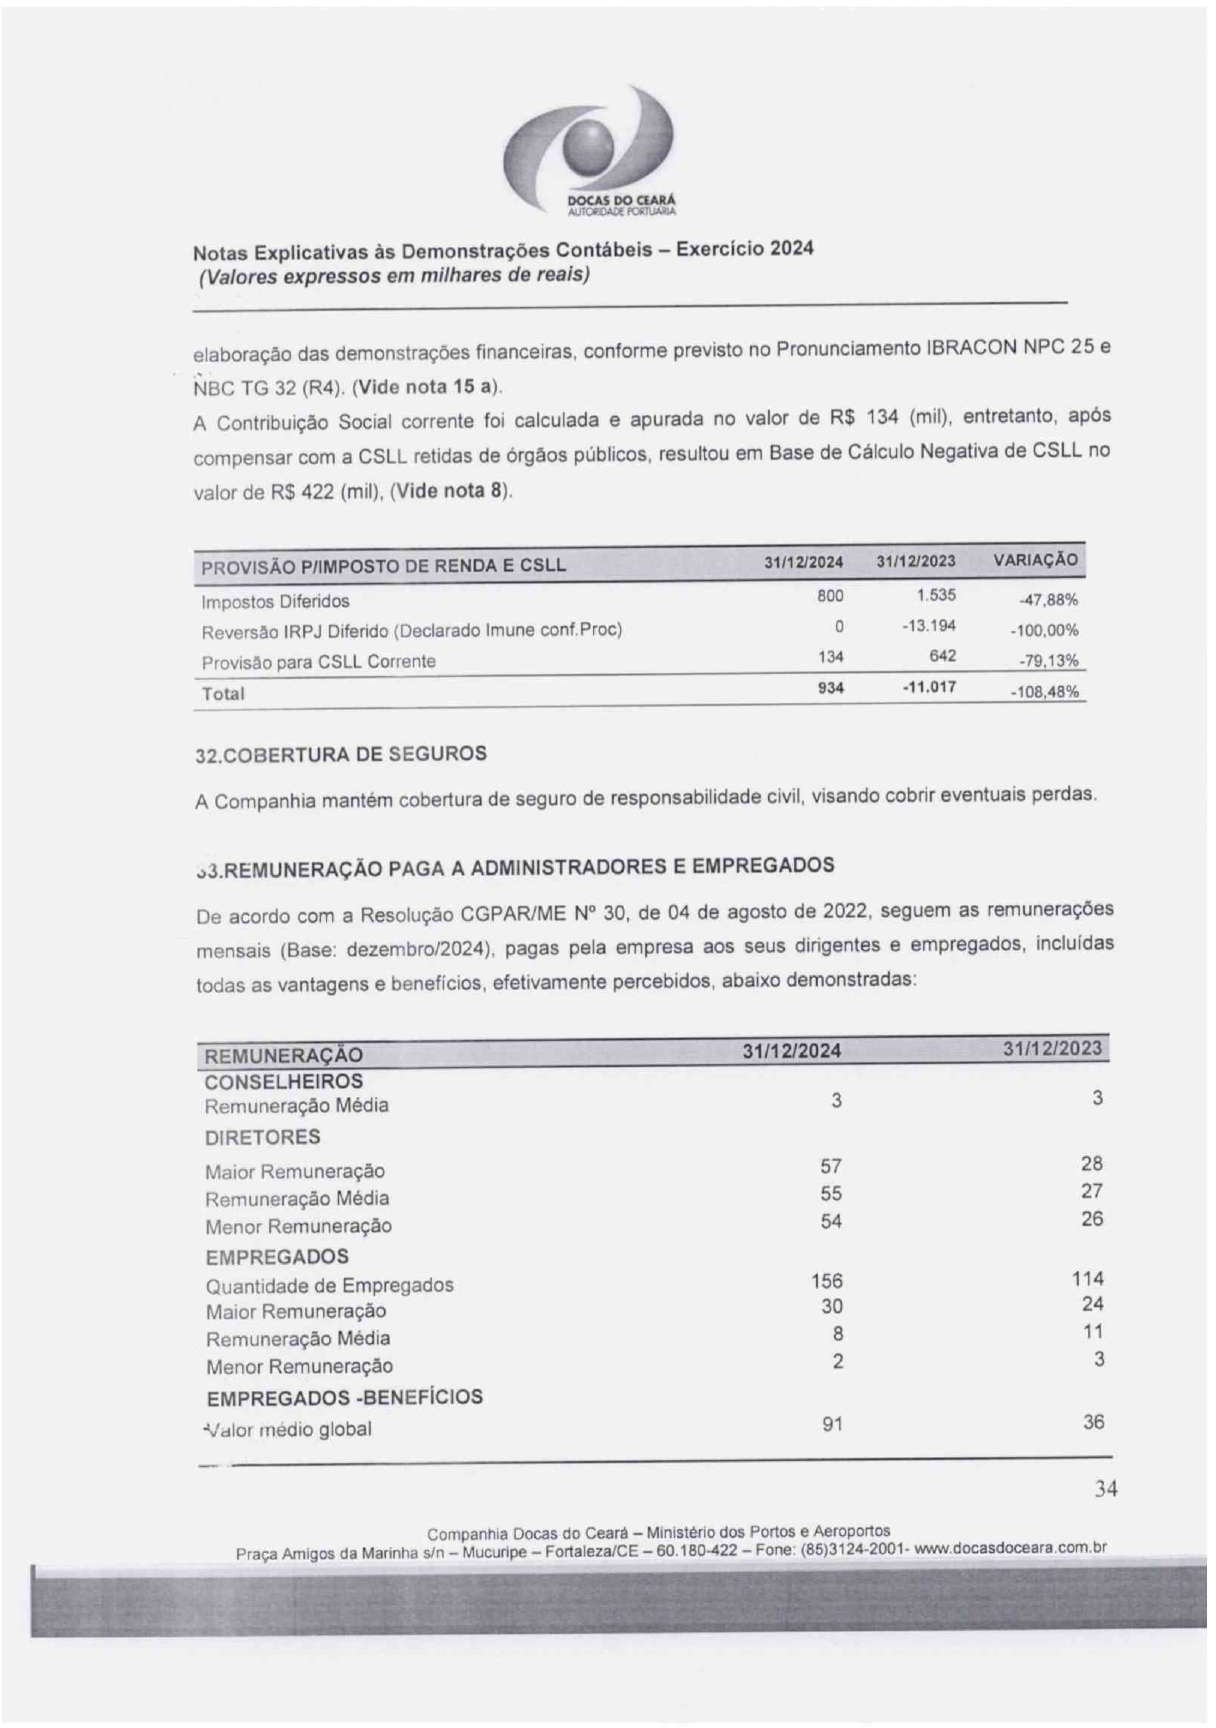 DOCAS DO CEARÁ
AUTORIDADE PORTUÁRIA
Notas Explicativas às Demonstrações Contábeis – Exercício 2024
(Valores expressos em milhares de reais)
elaboração das demonstrações financeiras, conforme previsto no Pronunciamento IBRACON NPC 25 e
NBC TG 32 (R4). (Vide nota 15 a).
A Contribuição Social corrente foi calculada e apurada no valor de R$ 134 (mil), entretanto, após
compensar com a CSLL retidas de órgãos públicos, resultou em Base de Cálculo Negativa de CSLL no
valor de R$ 422 (mil), (Vide nota 8).
PROVISÃO P/IMPOSTO DE RENDA E CSLL 31/12/2024 31/12/2023 VARIAÇÃO
Impostos Diferidos 800 1.535 -47,88%
Reversão IRPJ Diferido (Declarado Imune conf.Proc) 0 -13.194 -100,00%
Provisão para CSLL Corrente 134 642 -79,13%
Total 934 -11.017 -108,48%
32.COBERTURA DE SEGUROS
A Companhia mantém cobertura de seguro de responsabilidade civil, visando cobrir eventuais perdas.
33.REMUNERAÇÃO PAGA A ADMINISTRADORES E EMPREGADOS
De acordo com a Resolução CGPAR/ME Nº 30, de 04 de agosto de 2022, seguem as remunerações
mensais (Base: dezembro/2024), pagas pela empresa aos seus dirigentes e empregados, incluídas
todas as vantagens e benefícios, efetivamente percebidos, abaixo demonstradas:
REMUNERAÇÃO 31/12/2024 31/12/2023
CONSELHEIROS
Remuneração Média 3 3
DIRETORES
Maior Remuneração 57 28
Remuneração Média 55 27
Menor Remuneração 54 26
EMPREGADOS
Quantidade de Empregados 156 114
Maior Remuneração 30 24
Remuneração Média 8 11
Menor Remuneração 2 3
EMPREGADOS -BENEFÍCIOS
Valor médio global 91 36
34
Companhia Docas do Ceará – Ministério dos Portos e Aeroportos
Praça Amigos da Marinha s/n – Mucuripe – Fortaleza/CE – 60.180-422 – Fone: (85)3124-2001- www.docasdoceara.com.br